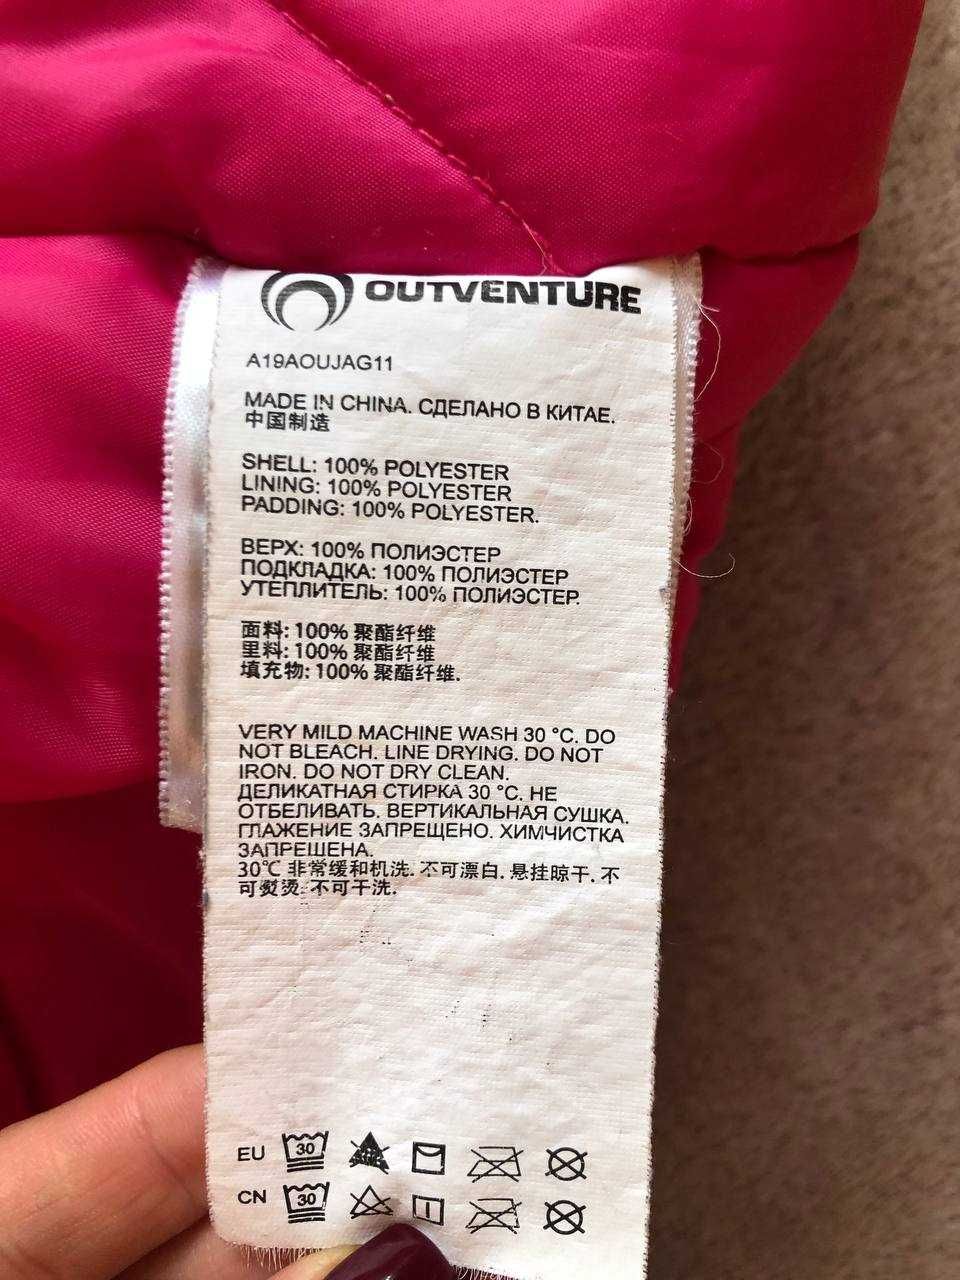 OUTVENTURE
A19AOUJAG11
MADE IN CHINA. СДЕЛАНО В КИТАЕ.
中国制造
SHELL: 100% POLYESTER
LINING: 100% POLYESTER
PADDING: 100% POLYESTER.
ВЕРХ: 100% ПОЛИЭСТЕР
ПОДКЛАДКА: 100% ПОЛИЭСТЕР
УТЕПЛИТЕЛЬ: 100% ПОЛИЭСТЕР.
面料: 100% 聚酯纤维
里料: 100% 聚酯纤维
填充物: 100% 聚酯纤维.
VERY MILD MACHINE WASH 30 °C. DO
NOT BLEACH. LINE DRYING. DO NOT
IRON. DO NOT DRY CLEAN.
ДЕЛИКАТНАЯ СТИРКА 30 °C. НЕ
ОТБЕЛИВАТЬ. ВЕРТИКАЛЬНАЯ СУШКА.
ГЛАЖЕНИЕ ЗАПРЕЩЕНО. ХИМЧИСТКА
ЗАПРЕЩЕНА.
30℃ 非常缓和机洗. 不可漂白. 悬挂晾干. 不
可熨烫. 不可干洗.
EU 30
CN 30